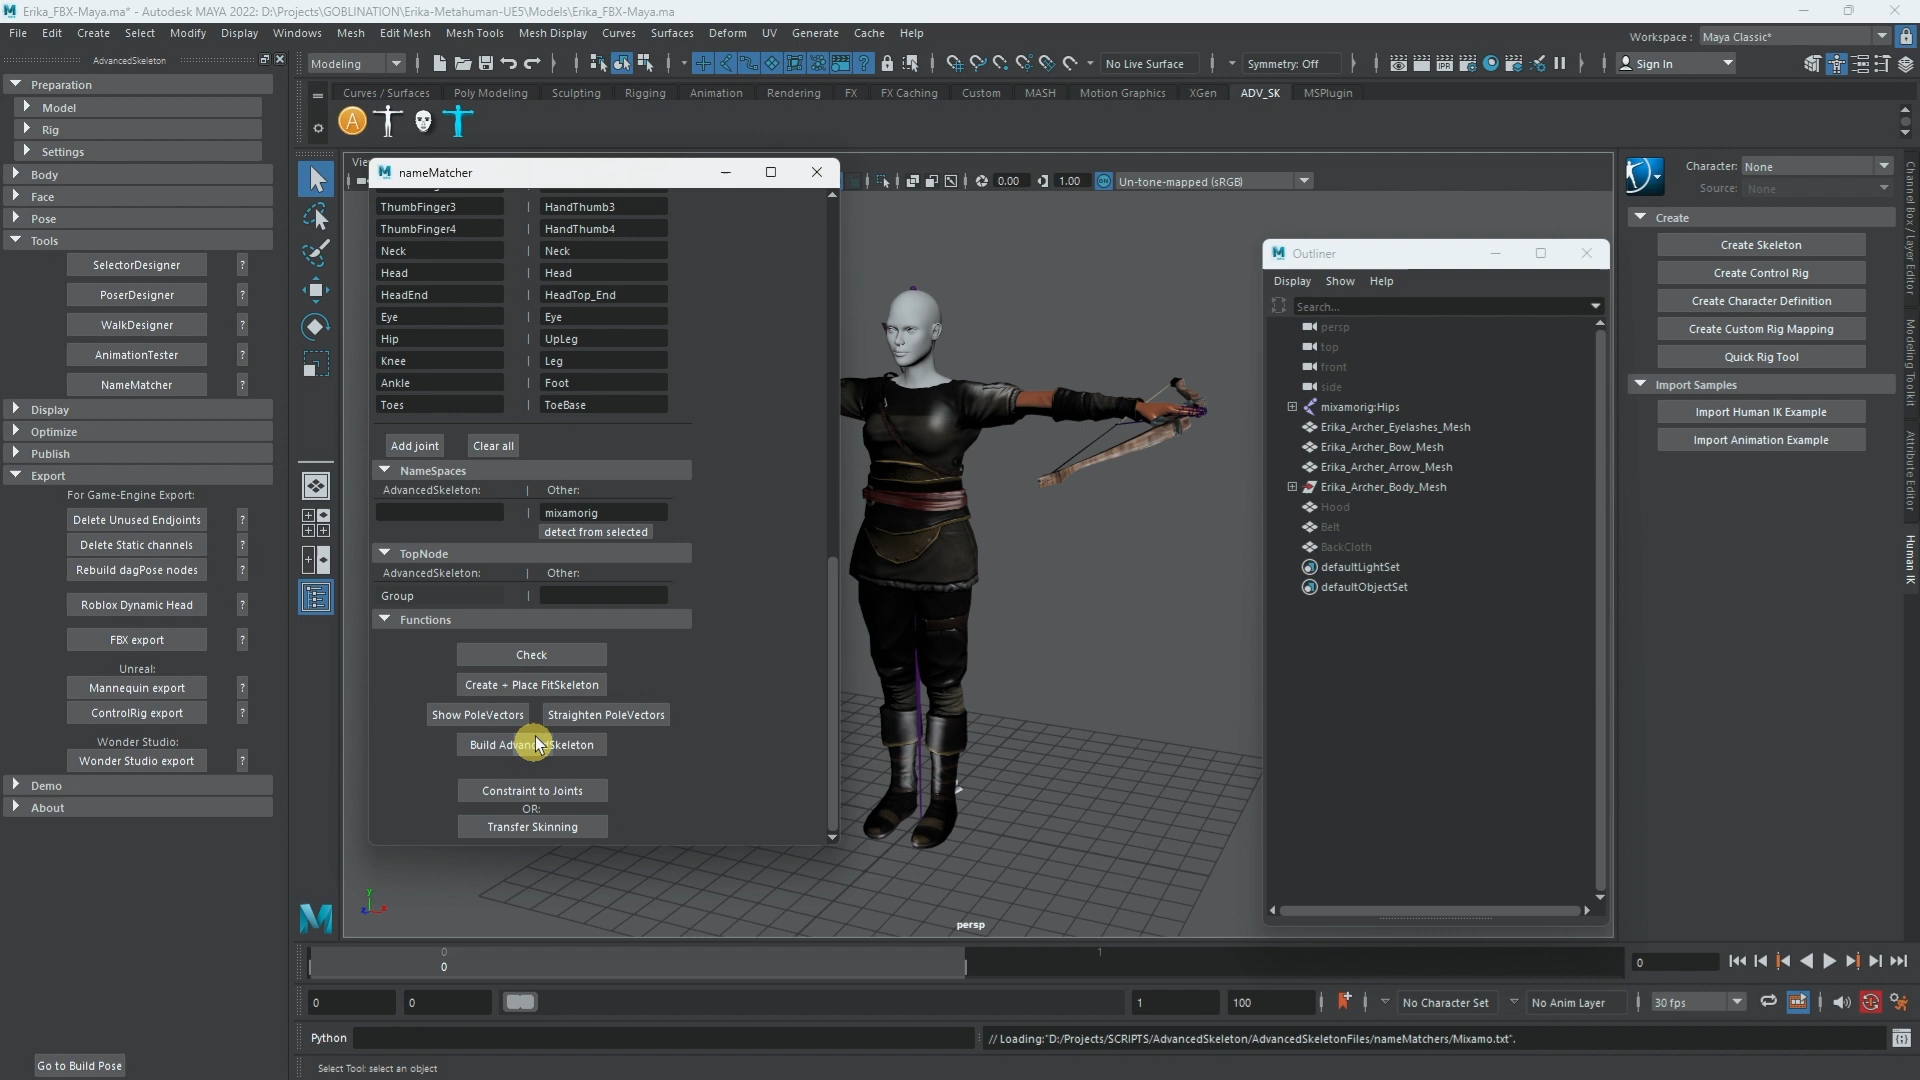 Erika_FBX-Maya.ma* - Autodesk MAYA 2022: D:\Projects\GOBLINATION\Erika-Metahuman-UE5\Models\Erika_FBX-Maya.ma
File Edit Create Select Modify Display Windows Mesh Edit Mesh Mesh Tools Mesh Display Curves Surfaces Deform UV Generate Cache Help
Workspace : Maya Classic*
AdvancedSkeleton
Modeling
No Live Surface
Symmetry: Off
Sign In
Curves / Surfaces Poly Modeling Sculpting Rigging Animation Rendering FX FX Caching Custom MASH Motion Graphics XGen ADV_SK MSPlugin
Preparation
Model
Rig
Settings
Body
Face
Pose
Tools
SelectorDesigner ?
PoserDesigner ?
WalkDesigner ?
AnimationTester ?
NameMatcher ?
Display
Optimize
Publish
Export
For Game-Engine Export:
Delete Unused Endjoints ?
Delete Static channels ?
Rebuild dagPose nodes ?
Roblox Dynamic Head ?
FBX export ?
Unreal:
Mannequin export ?
ControlRig export ?
Wonder Studio:
Wonder Studio export ?
Demo
About
Go to Build Pose
nameMatcher
ThumbFinger3 | HandThumb3
ThumbFinger4 | HandThumb4
Neck | Neck
Head | Head
HeadEnd | HeadTop_End
Eye | Eye
Hip | UpLeg
Knee | Leg
Ankle | Foot
Toes | ToeBase
Add joint Clear all
NameSpaces
AdvancedSkeleton: | Other:
| mixamorig
detect from selected
TopNode
AdvancedSkeleton: | Other:
Group |
Functions
Check
Create + Place FitSkeleton
Show PoleVectors Straighten PoleVectors
Constraint to Joints
OR:
Transfer Skinning
0.00 1.00 Un-tone-mapped (sRGB)
persp
Outliner
Display Show Help
Search...
persp
top
front
side
mixamorig:Hips
Erika_Archer_Eyelashes_Mesh
Erika_Archer_Bow_Mesh
Erika_Archer_Arrow_Mesh
Erika_Archer_Body_Mesh
Hood
Belt
BackCloth
defaultLightSet
defaultObjectSet
Character: None
Source: None
Create
Create Skeleton
Create Control Rig
Create Character Definition
Create Custom Rig Mapping
Quick Rig Tool
Import Samples
Import Human IK Example
Import Animation Example
Channel Box / Layer Editor
Modeling Toolkit
Attribute Editor
Human IK
0 1
0 0
0 0 1 100 No Character Set No Anim Layer 30 fps
Python // Loading:"D:/Projects/SCRIPTS/AdvancedSkeleton/AdvancedSkeletonFiles/nameMatchers/Mixamo.txt".
Select Tool: select an object